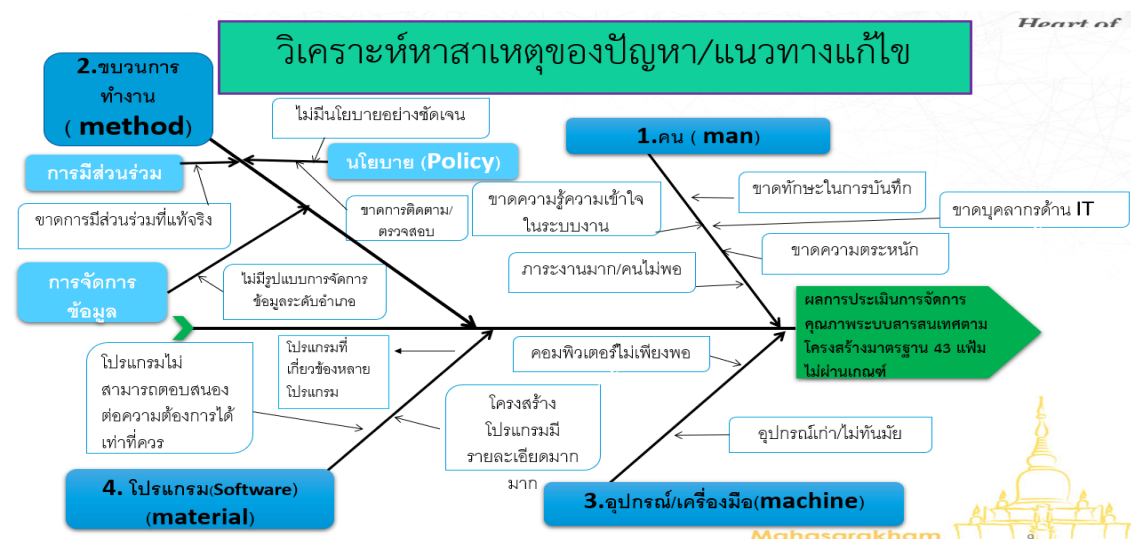 Heart of
วิเคราะห์หาสาเหตุของปัญหา/แนวทางแก้ไข
2.ขบวนการ
ทำงาน
( method)
ไม่มีนโยบายอย่างชัดเจน
1.คน ( man)
การมีส่วนร่วม
นโยบาย (Policy)
ขาดการมีส่วนร่วมที่แท้จริง
ขาดการติดตาม/
ตรวจสอบ
ขาดความรู้ความเข้าใจ
ในระบบงาน
ขาดทักษะในการบันทึก
ขาดบุคลากรด้าน IT
ขาดความตระหนัก
ภาระงานมาก/คนไม่พอ
การจัดการ
ข้อมูล
ไม่มีรูปแบบการจัดการ
ข้อมูลระดับอำเภอ
ผลการประเมินการจัดการ
คุณภาพระบบสารสนเทศตาม
โครงสร้างมาตรฐาน 43 แฟ้ม
ไม่ผ่านเกณฑ์
โปรแกรมไม่
สามารถตอบสนอง
ต่อความต้องการได้
เท่าที่ควร
โปรแกรมที่
เกี่ยวข้องหลาย
โปรแกรม
คอมพิวเตอร์ไม่เพียงพอ
โครงสร้าง
โปรแกรมมี
รายละเอียดมาก
มาก
อุปกรณ์เก่า/ไม่ทันมัย
4. โปรแกรม(Software)
(material)
3.อุปกรณ์/เครื่องมือ(machine)
Mahasarakham
9